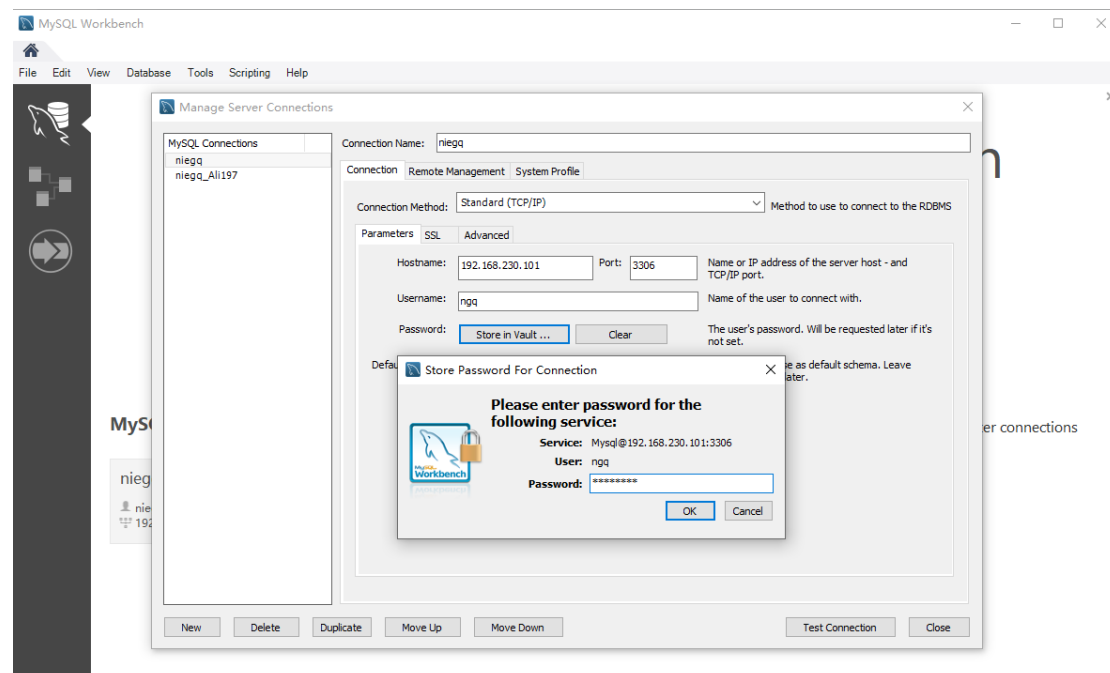 MySQL Workbench
File Edit View Database Tools Scripting Help
Manage Server Connections
MySQL Connections
niegq
niegq_Ali197
Connection Name: niegq
Connection Remote Management System Profile
Connection Method: Standard (TCP/IP) Method to use to connect to the RDBMS
Parameters SSL Advanced
Hostname: 192.168.230.101 Port: 3306 Name or IP address of the server host - and
TCP/IP port.
Username: ngq Name of the user to connect with.
Password: Store in Vault ... Clear The user's password. Will be requested later if it's
not set.
Defau
se as default schema. Leave
later.
Store Password For Connection
Please enter password for the
following service:
Service: Mysql@192.168.230.101:3306
User: ngq
Password: ********
OK Cancel
MySQL
Workbench
MyS
er connections
nieg
nie
192
New Delete Duplicate Move Up Move Down Test Connection Close